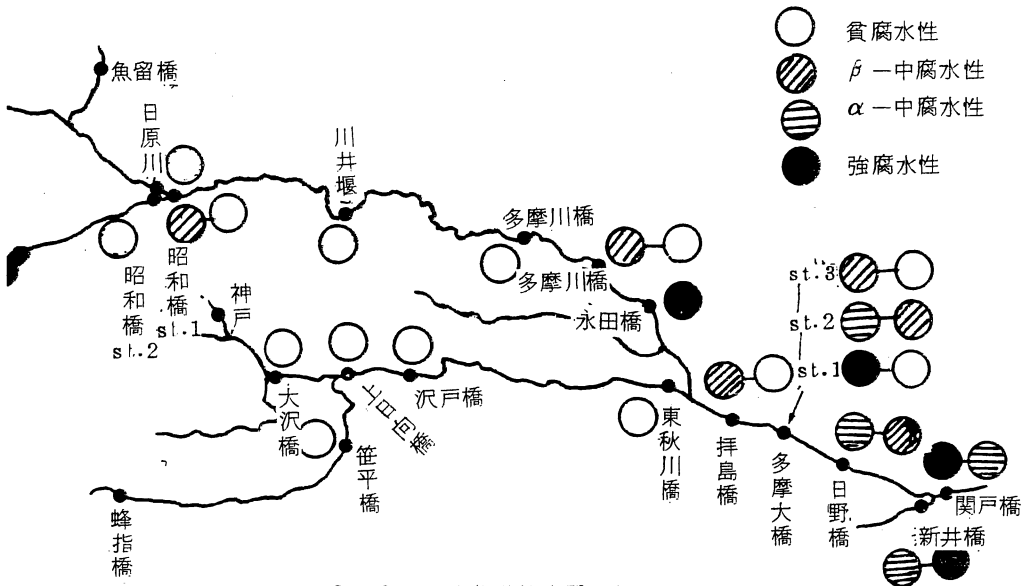 貧腐水性
β－中腐水性
α－中腐水性
強腐水性
魚留橋
日原川
川井堰
多摩川橋
多摩川橋
昭和橋
st.2
昭和橋
st.1
神戸
永田橋
st.3
st.2
st.1
大沢橋
上日向橋
沢戸橋
笹平橋
蜂指橋
東秋川橋
拝島橋
多摩大橋
日野橋
関戸橋
新井橋